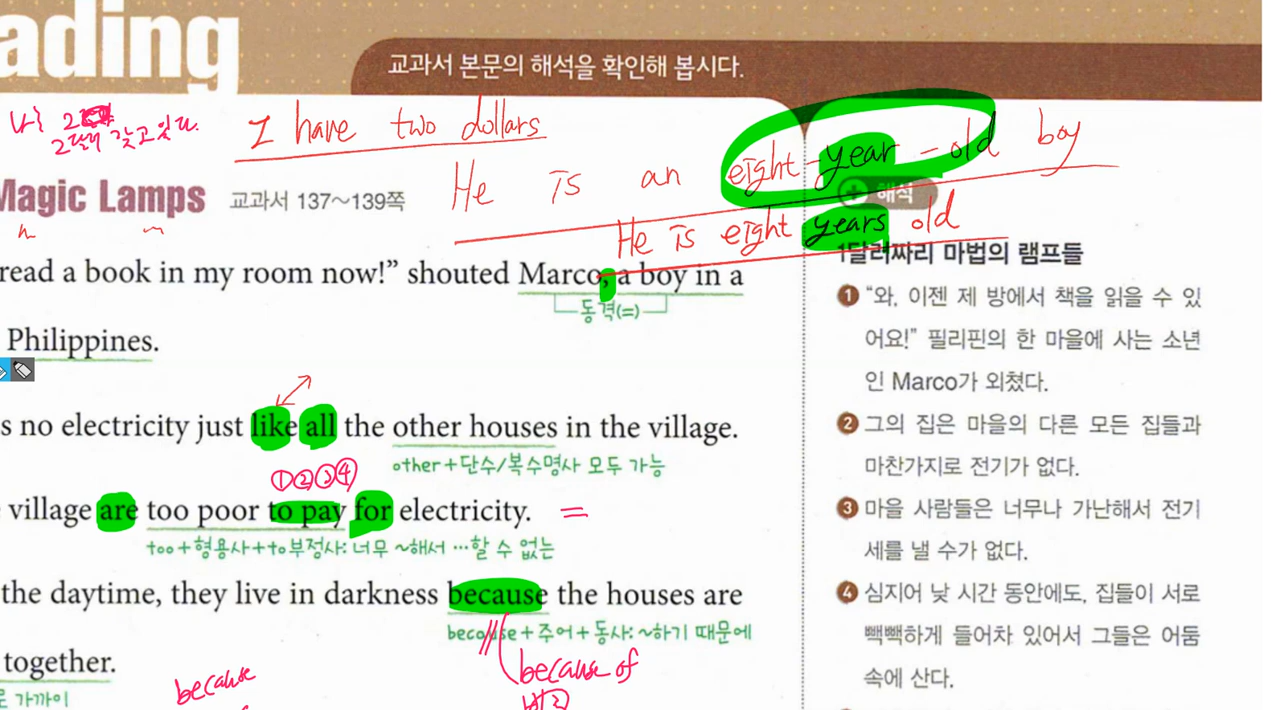 ading
교과서 본문의 해석을 확인해 봅시다.
나는 2
2달러 갖고 있다.
I have two dollars
He is an eight-year-old boy
Magic Lamps 교과서 137~139쪽
+ 해석
He is eight years old
1달러짜리 마법의 램프들
read a book in my room now!” shouted Marco, a boy in a
동격(=)
Philippines.
s no electricity just like all the other houses in the village.
other+단수/복수명사 모두 가능
①②③④
village are too poor to pay for electricity. =
too+형용사+to부정사: 너무 ~해서 …할 수 없는
the daytime, they live in darkness because the houses are
because+주어+동사: ~하기 때문에
together.
로 가까이
because
because of
❶ “와, 이젠 제 방에서 책을 읽을 수 있
어요!” 필리핀의 한 마을에 사는 소년
인 Marco가 외쳤다.
❷ 그의 집은 마을의 다른 모든 집들과
마찬가지로 전기가 없다.
❸ 마을 사람들은 너무나 가난해서 전기
세를 낼 수가 없다.
❹ 심지어 낮 시간 동안에도, 집들이 서로
빽빽하게 들어차 있어서 그들은 어둠
속에 산다.